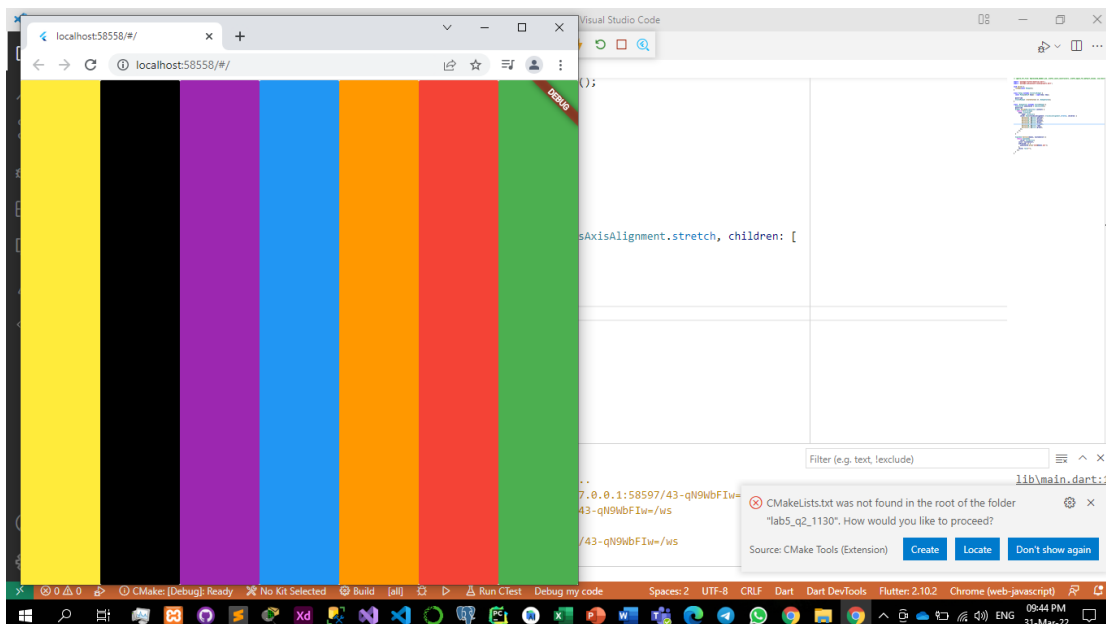 Visual Studio Code
localhost:58558/#/
localhost:58558/#/
DEBUG
();
sAxisAlignment.stretch, children: [
Filter (e.g. text, !exclude)
..
lib\main.dart:
7.0.0.1:58597/43-qN9WbFIw=
43-qN9WbFIw=/ws
/43-qN9WbFIw=/ws
CMakeLists.txt was not found in the root of the folder
"lab5_q2_1130". How would you like to proceed?
Source: CMake Tools (Extension)
Create
Locate
Don't show again
0 0 CMake: [Debug]: Ready No Kit Selected Build [all] Run CTest Debug my code Spaces: 2 UTF-8 CRLF Dart Dart DevTools Flutter: 2.10.2 Chrome (web-javascript)
Xd
ENG
09:44 PM
31-Mar-22